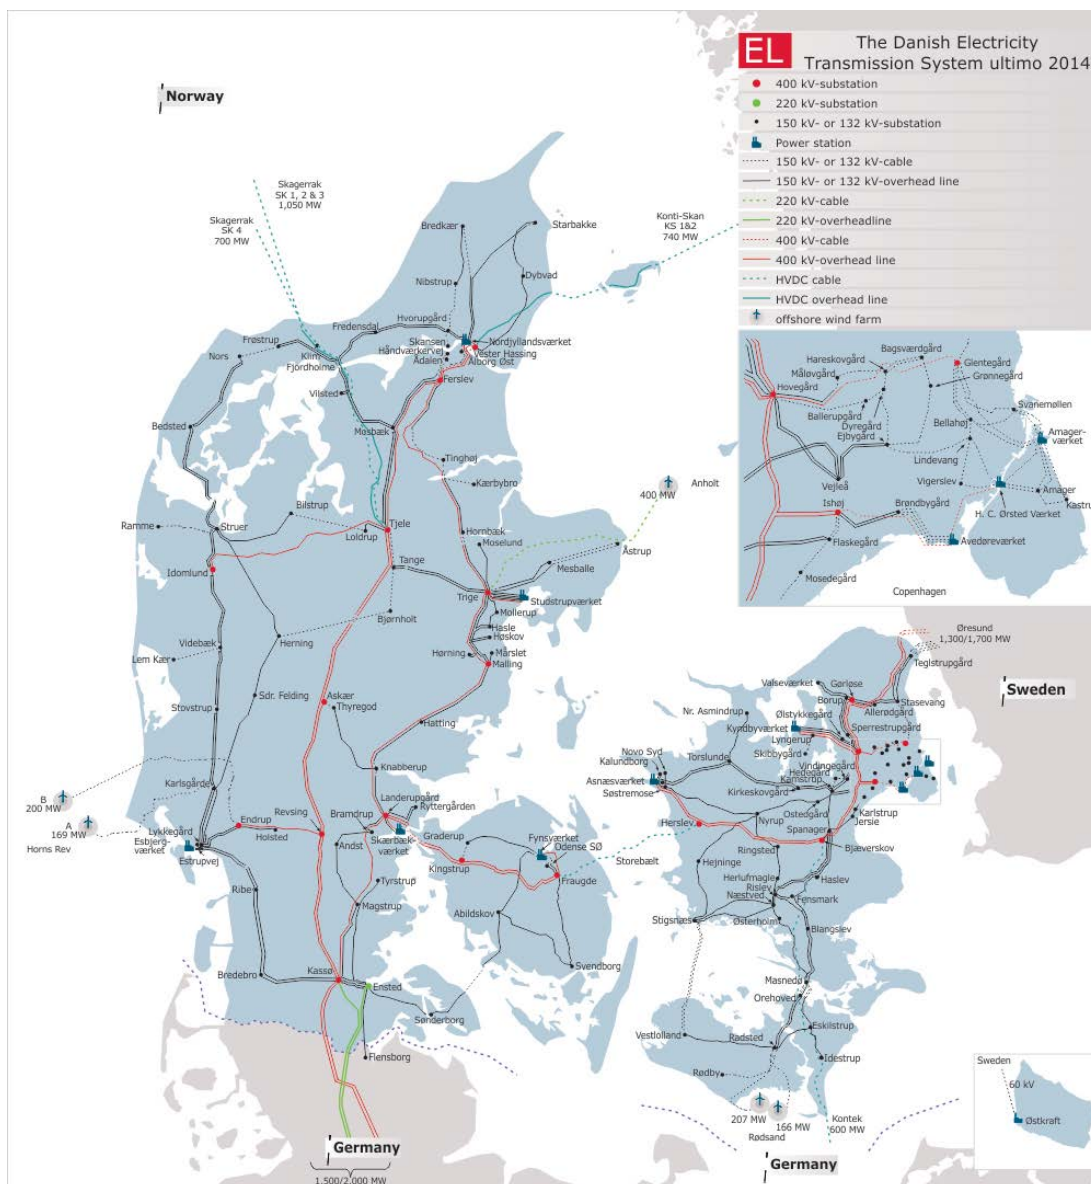 EL
The Danish Electricity
Transmission System ultimo 2014
400 kV-substation
220 kV-substation
150 kV- or 132 kV-substation
Power station
150 kV- or 132 kV-cable
150 kV- or 132 kV-overhead line
220 kV-cable
220 kV-overheadline
400 kV-cable
400 kV-overhead line
HVDC cable
HVDC overhead line
offshore wind farm
Norway
Skagerrak
SK 1, 2 & 3
1,050 MW
Skagerrak
SK 4
700 MW
Konti-Skan
KS 1&2
740 MW
Bredkær
Starbakke
Dybvad
Nibstrup
Hvorupgård
Fredensdal
Frøstrup
Nors
Klim
Fjordholme
Skansen
Håndværkervej
Ådalen
Nordjyllandsværket
Vester Hassing
Ålborg Øst
Ferslev
Vilsted
Bedsted
Mosbæk
Tinghøj
Kærbybro
Anholt
400 MW
Bilstrup
Ramme
Struer
Loldrup
Tjele
Hornbæk
Moselund
Åstrup
Idomlund
Tange
Mesballe
Trige
Studstrupværket
Bjørnholt
Mollerup
Hasle
Høskov
Videbæk
Herning
Hørning
Mårslet
Malling
Lem Kær
Sdr. Felding
Askær
Thyregod
Stovstrup
Hatting
Knabberup
Karlsgårde
B
200 MW
A
169 MW
Horns Rev
Landerupgård
Ryttergården
Revsing
Bramdrup
Endrup
Holsted
Lykkegård
Esbjerg-
værket
Estrupvej
Andst
Skærbæk-
værket
Graderup
Fynsværket
Odense SØ
Kingstrup
Fraugde
Storebælt
Ribe
Tyrstrup
Magstrup
Abildskov
Svendborg
Bredebro
Kassø
Ensted
Sønderborg
Flensborg
Germany
1,500/2,000 MW
Hareskovgård
Bagsværdgård
Glentegård
Måløvgård
Grønnegård
Hovegård
Svanemøllen
Ballerupgård
Dyregård
Ejbygård
Bellahøj
Amager-
værket
Lindevang
Vejleå
Vigerslev
Ishøj
Brøndbygård
Amager
Kastrup
H. C. Ørsted Værket
Flaskegård
Avedøreværket
Mosedegård
Copenhagen
Øresund
1,300/1,700 MW
Teglstrupgård
Valseværket
Gørløse
Borup
Stasevang
Allerødgård
Nr. Asmindrup
Ølstykkegård
Kyndbyværket
Lyngerup
Sperrestrupgård
Skibbygård
Novo Syd
Kalundborg
Torslunde
Vindingegård
Hedegård
Kamstrup
Asnæsværket
Søstremose
Kirkeskovgård
Ostedgård
Karlstrup
Jersie
Herslev
Nyrup
Spanager
Bjæverskov
Ringsted
Hejninge
Herlufmagle
Rislev
Næstved
Haslev
Fensmark
Stigsnæs
Østerholm
Blangslev
Masnedø
Orehoved
Vestlolland
Radsted
Eskilstrup
Idestrup
Rødby
207 MW
166 MW
Rødsand
Kontek
600 MW
Germany
Sweden
Sweden
60 kV
Østkraft